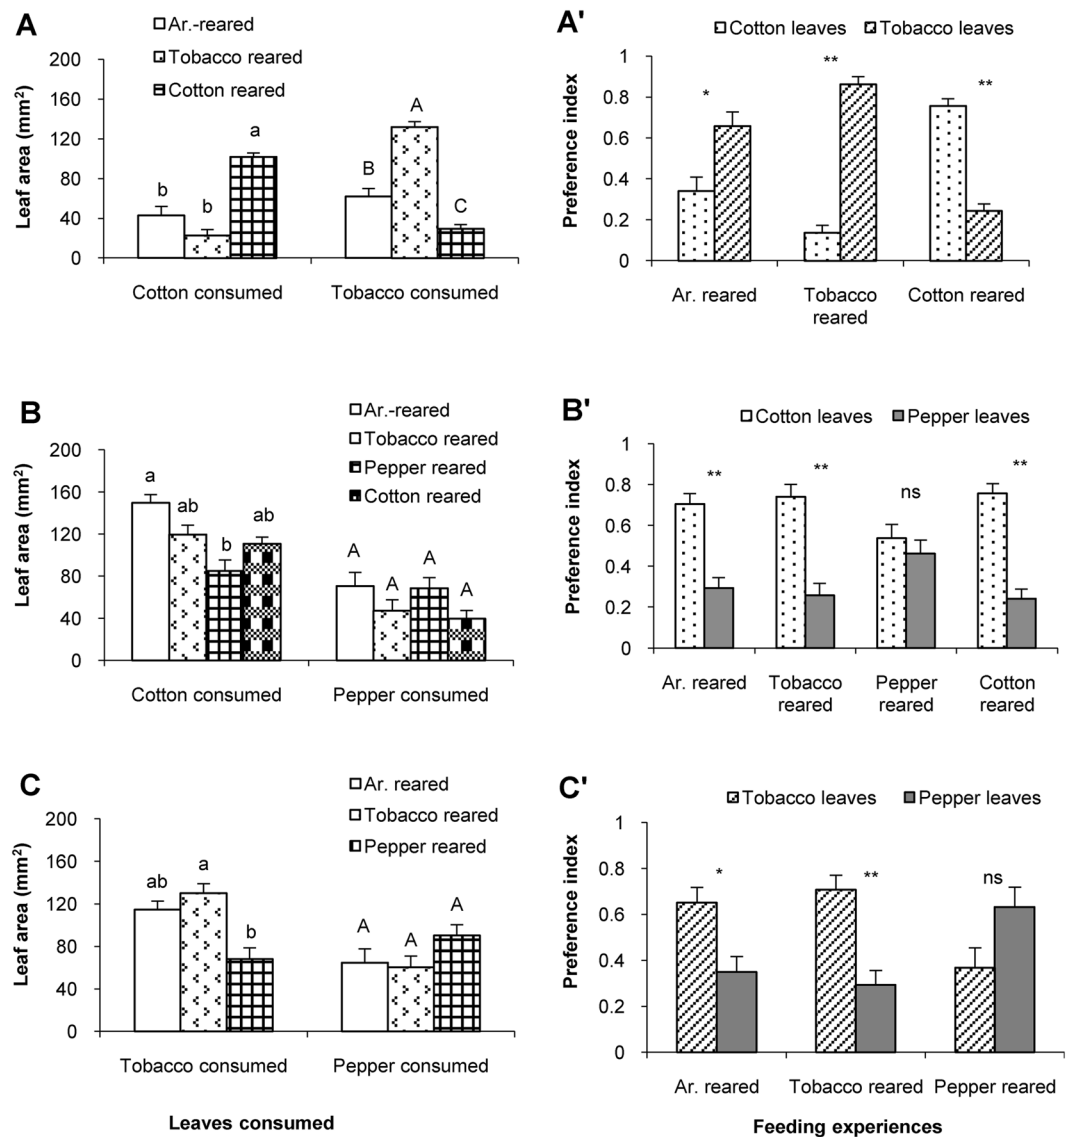 A
Ar.-reared
Tobacco reared
Cotton reared
Leaf area (mm²)
200
160
120
80
40
0
b
b
a
B
A
C
Cotton consumed
Tobacco consumed
A'
Cotton leaves
Tobacco leaves
Preference index
1
0.8
0.6
0.4
0.2
0
*
**
**
Ar. reared
Tobacco
reared
Cotton reared
B
Ar.-reared
Tobacco reared
Pepper reared
Cotton reared
Leaf area (mm²)
200
160
120
80
40
0
a
ab
b
ab
A
A
A
A
Cotton consumed
Pepper consumed
B'
Cotton leaves
Pepper leaves
Preference index
1
0.8
0.6
0.4
0.2
0
**
**
ns
**
Ar. reared
Tobacco
reared
Pepper
reared
Cotton
reared
C
Ar. reared
Tobacco reared
Pepper reared
Leaf area (mm²)
200
160
120
80
40
0
ab
a
b
A
A
A
Tobacco consumed
Pepper consumed
Leaves consumed
C'
Tobacco leaves
Pepper leaves
Preference index
1
0.8
0.6
0.4
0.2
0
*
**
ns
Ar. reared
Tobacco reared
Pepper reared
Feeding experiences